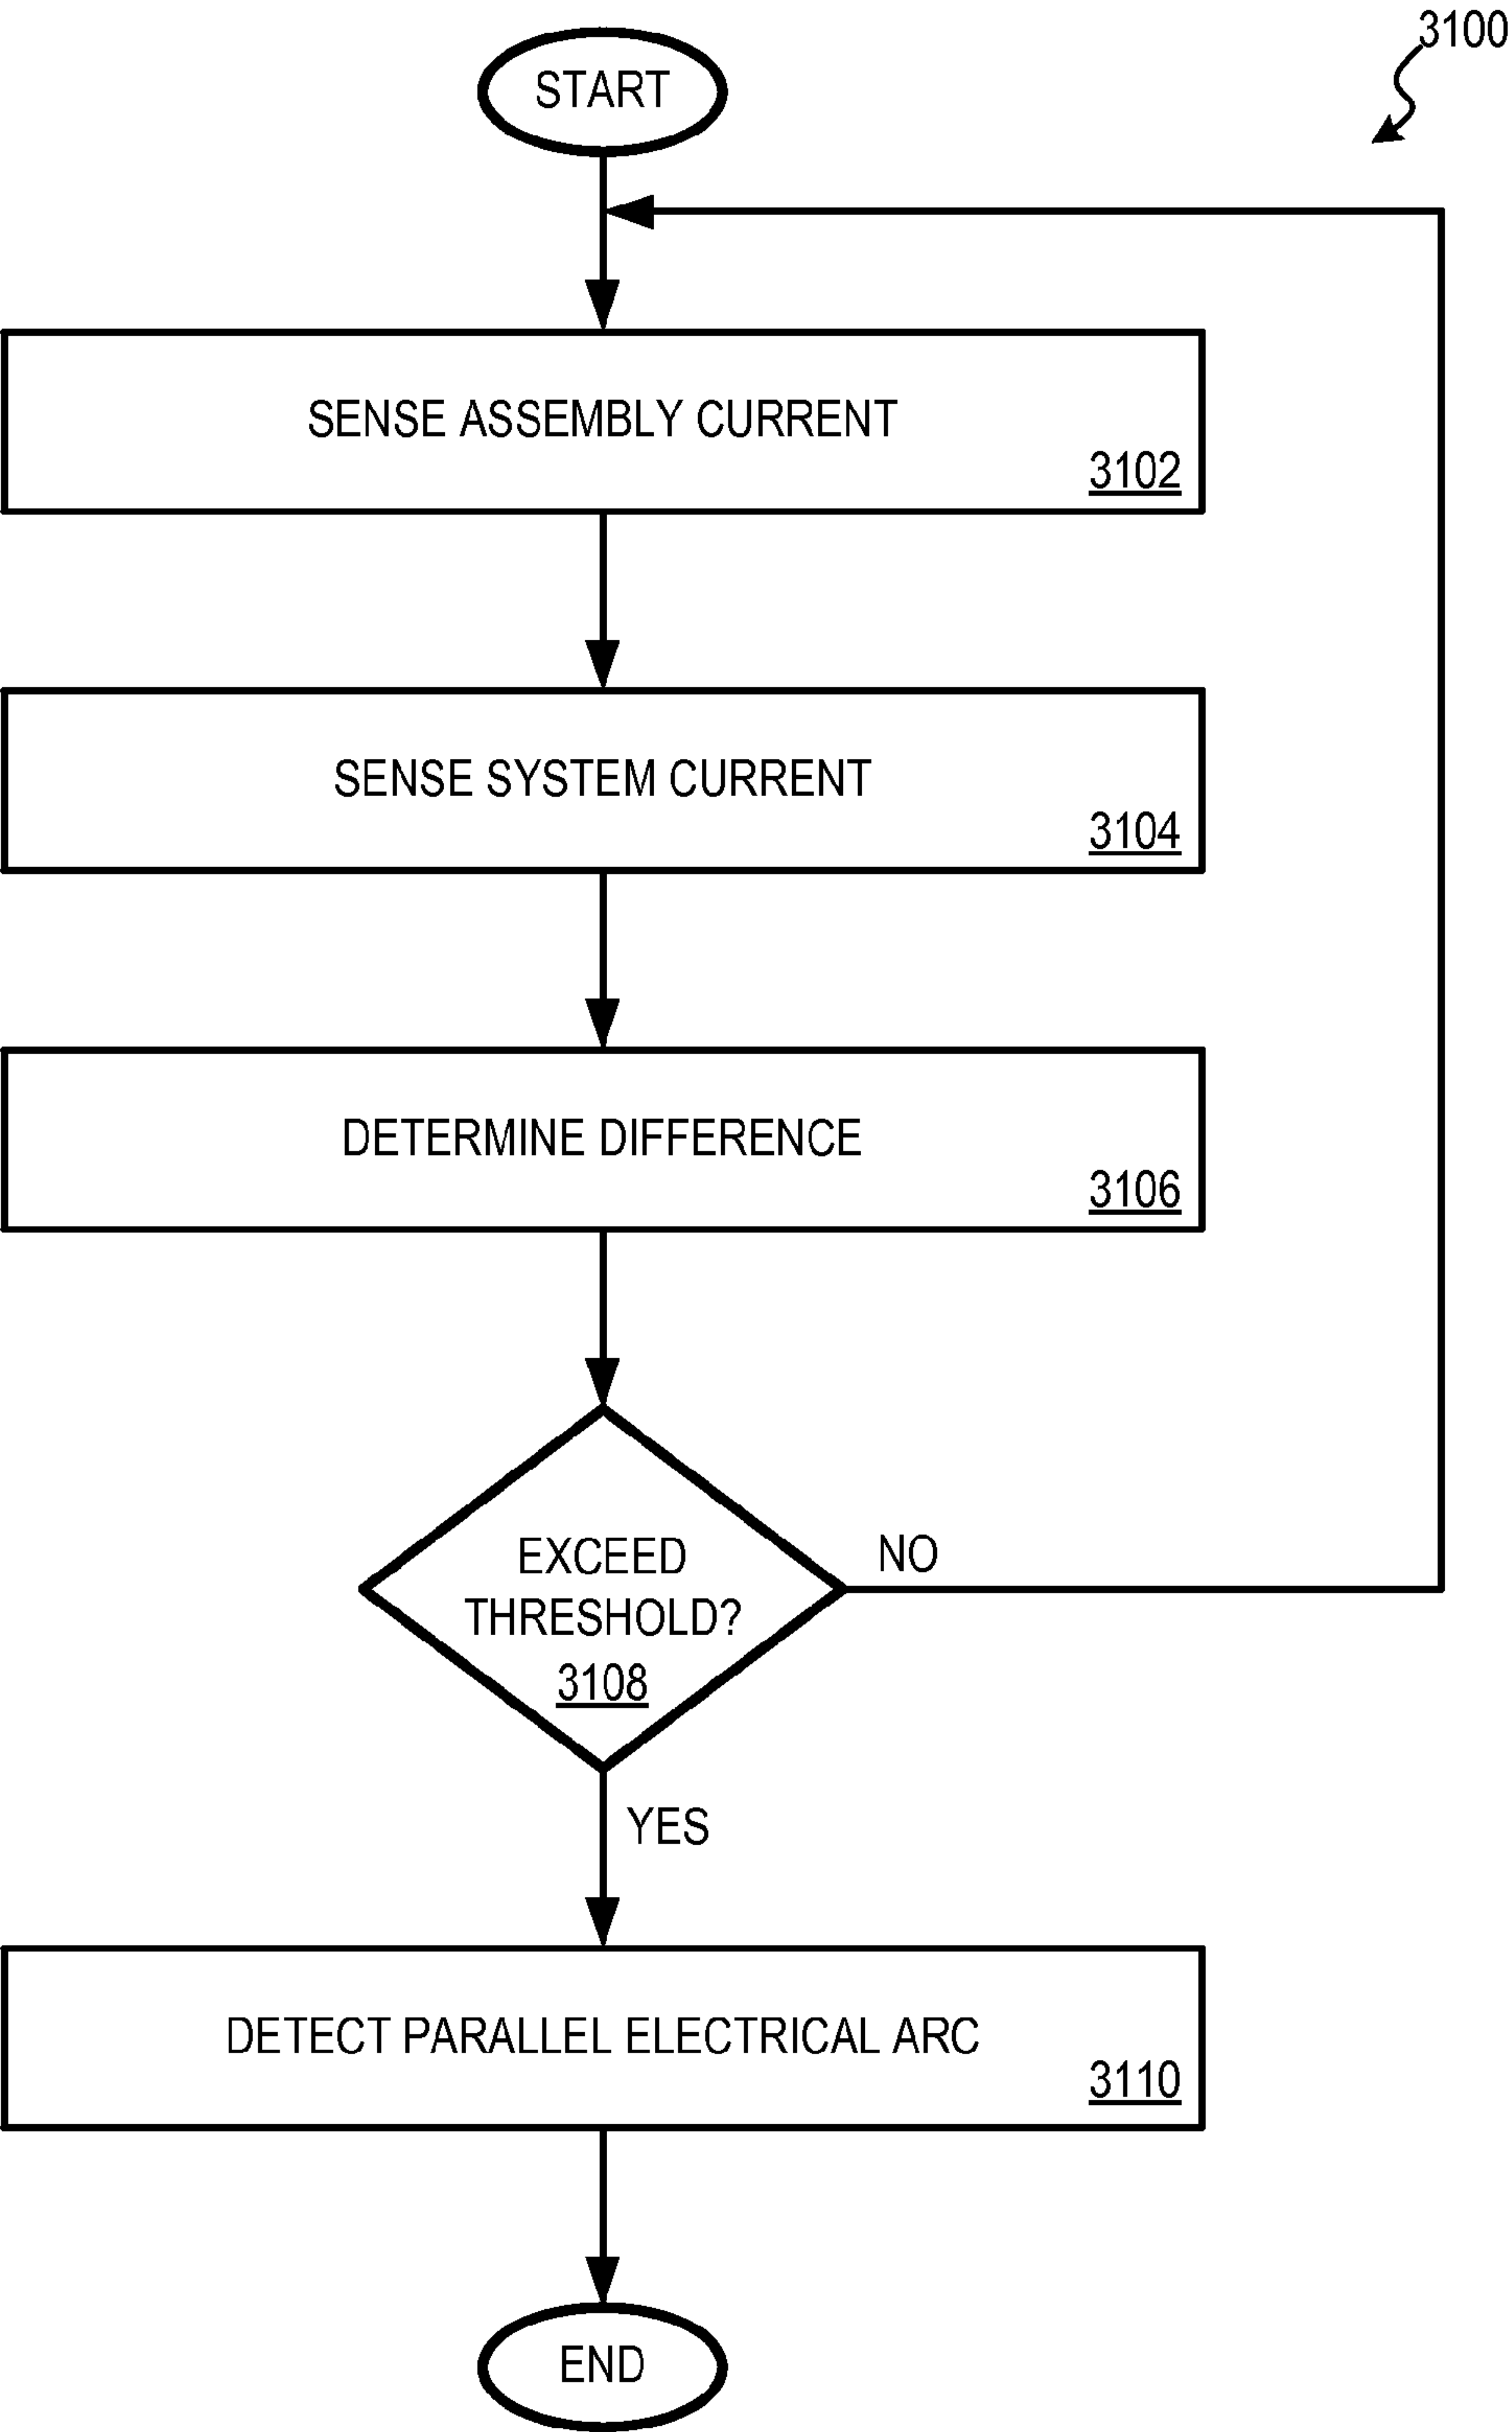 3100
START
SENSE ASSEMBLY CURRENT
3102
SENSE SYSTEM CURRENT
3104
DETERMINE DIFFERENCE
3106
EXCEED
THRESHOLD?
3108
NO
YES
DETECT PARALLEL ELECTRICAL ARC
3110
END